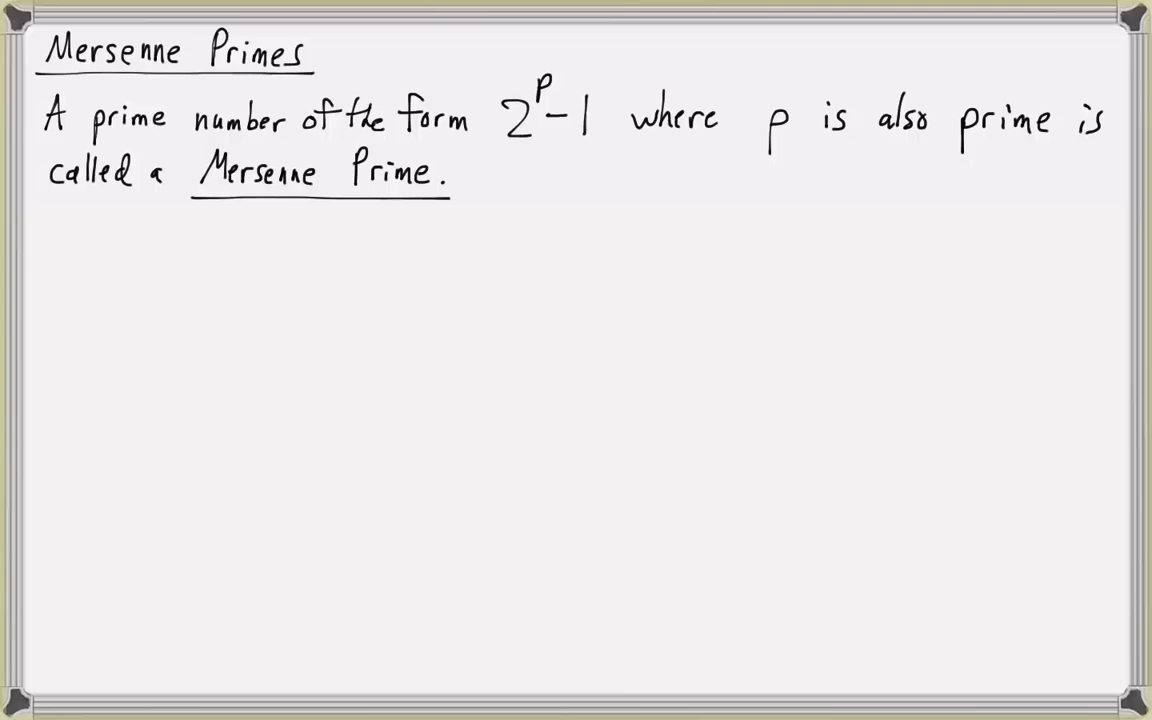 Mersenne Primes
A prime number of the form 2^p - 1 where p is also prime is
called a Mersenne Prime.